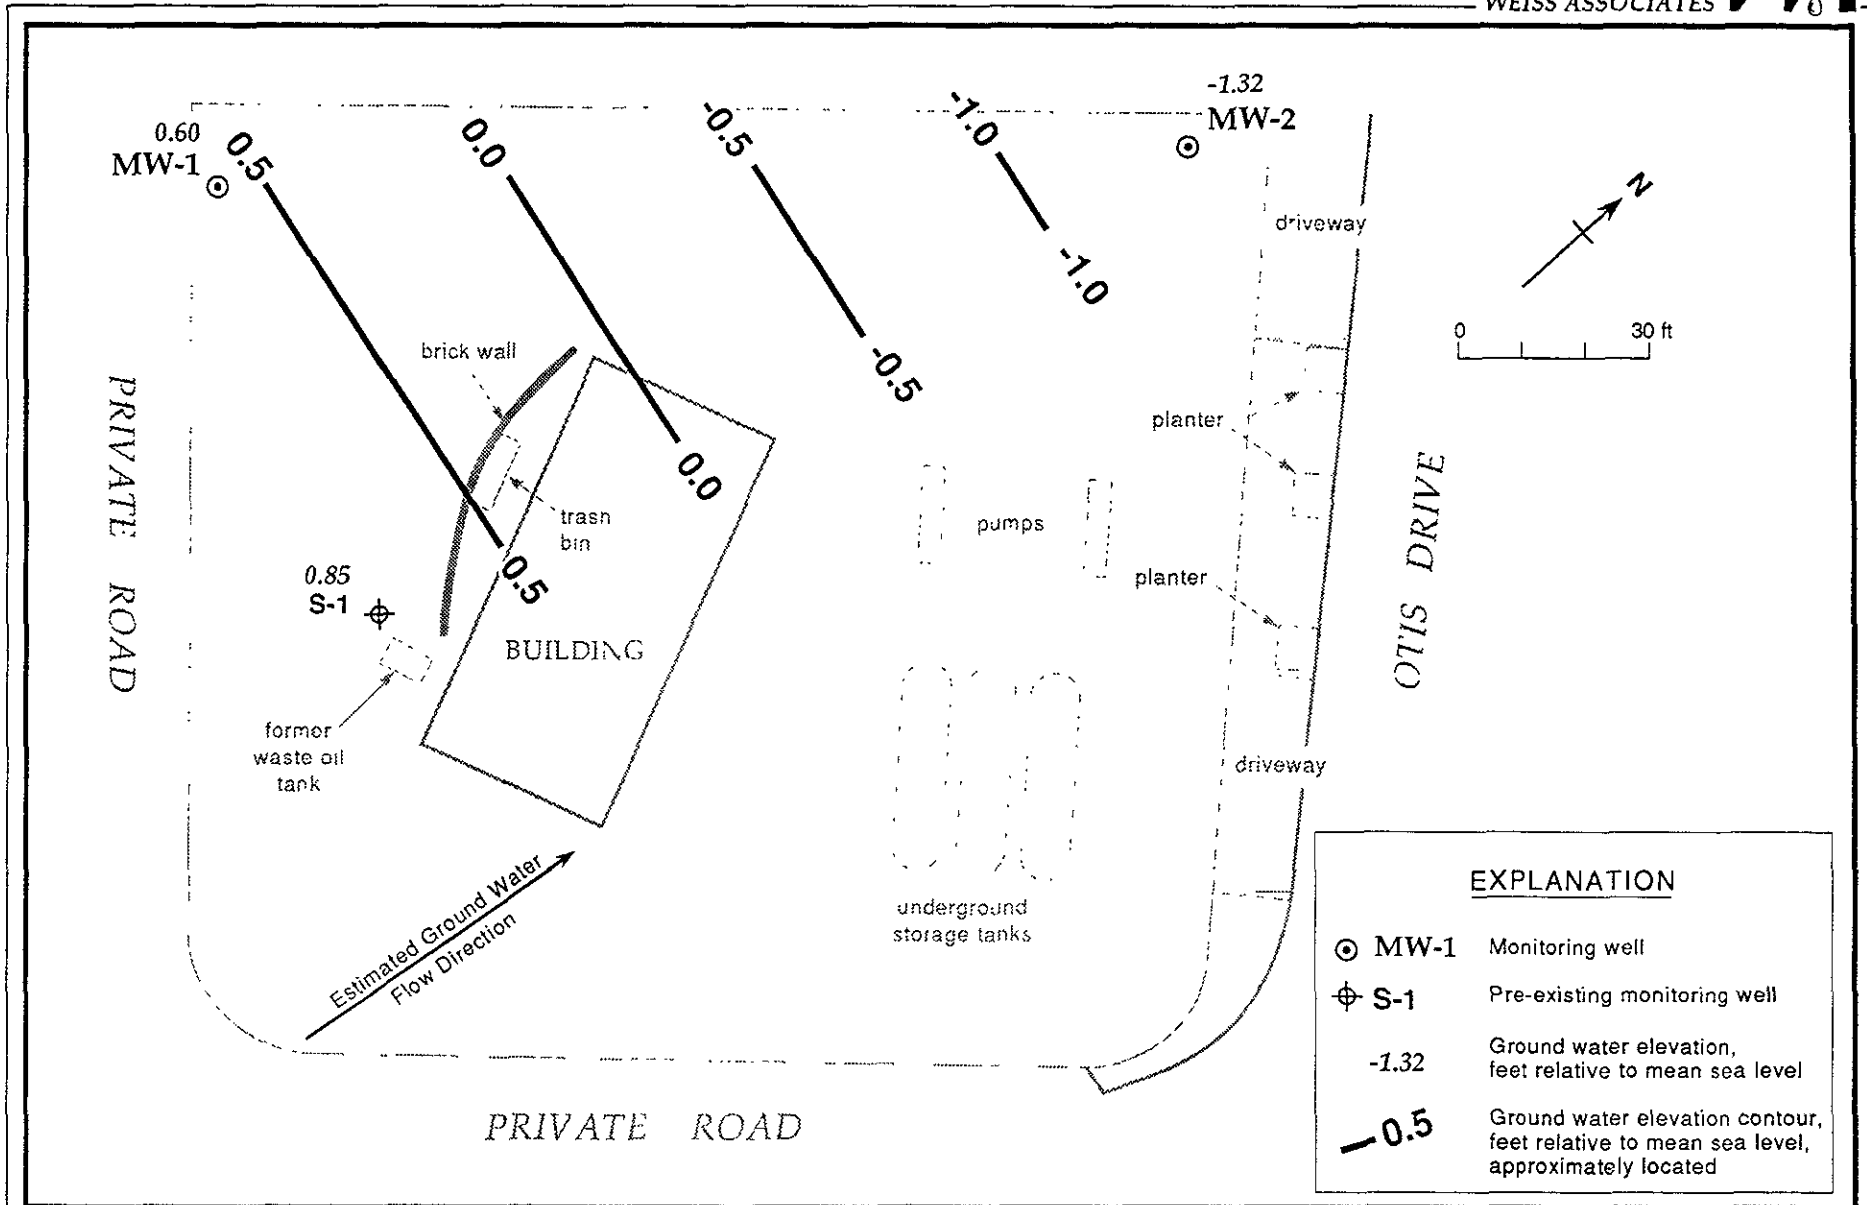 WEISS ASSOCIATES
-1.32
MW-2
0.60
MW-1
0.5
0.0
-0.5
-1.0
N
driveway
-1.0
0 30 ft
brick wall
-0.5
planter
0.0
PRIVATE ROAD
OTIS DRIVE
trash
bin
pumps
0.5
0.85
S-1
planter
BUILDING
former
waste oil
tank
driveway
Estimated Ground Water
Flow Direction
underground
storage tanks
PRIVATE ROAD
EXPLANATION
MW-1 Monitoring well
S-1 Pre-existing monitoring well
-1.32 Ground water elevation,
feet relative to mean sea level
0.5 Ground water elevation contour,
feet relative to mean sea level,
approximately located